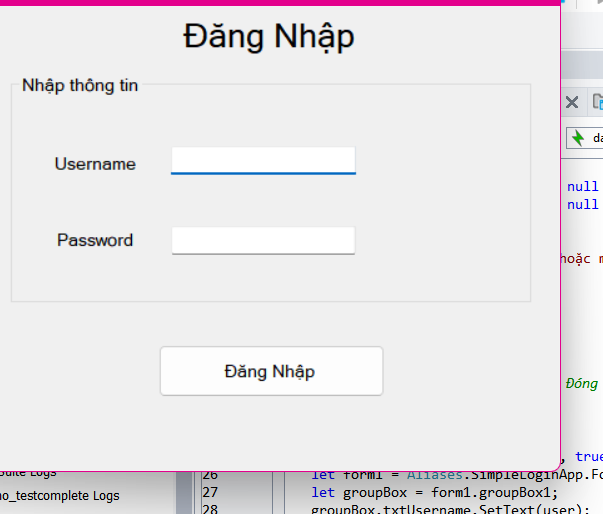 Đăng Nhập
Nhập thông tin
Username
Password
Đăng Nhập
da
null
null
hoặc m
Đóng
, true
Logs
26
let form1 = Aliases.SimpleLoginApp.Fo
o_testcomplete Logs
27
let groupBox = form1.groupBox1;
28
groupBox.txtUsername.SetText(user);